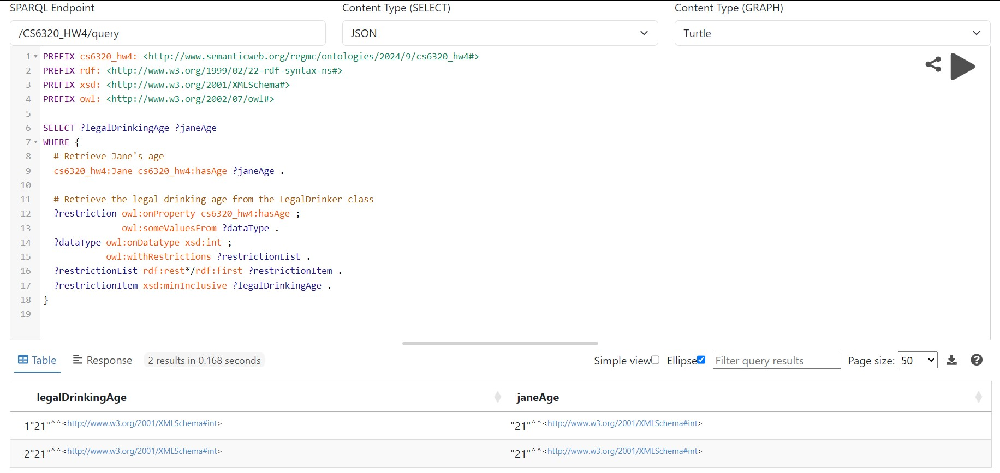 SPARQL Endpoint Content Type (SELECT) Content Type (GRAPH)
/CS6320_HW4/query JSON Turtle
1 PREFIX cs6320_hw4: <http://www.semanticweb.org/regmc/ontologies/2024/9/cs6320_hw4#>
2 PREFIX rdf: <http://www.w3.org/1999/02/22-rdf-syntax-ns#>
3 PREFIX xsd: <http://www.w3.org/2001/XMLSchema#>
4 PREFIX owl: <http://www.w3.org/2002/07/owl#>
5
6 SELECT ?legalDrinkingAge ?janeAge
7 WHERE {
8 # Retrieve Jane's age
9 cs6320_hw4:Jane cs6320_hw4:hasAge ?janeAge .
10
11 # Retrieve the legal drinking age from the LegalDrinker class
12 ?restriction owl:onProperty cs6320_hw4:hasAge ;
13 owl:someValuesFrom ?dataType .
14 ?dataType owl:onDatatype xsd:int ;
15 owl:withRestrictions ?restrictionList .
16 ?restrictionList rdf:rest*/rdf:first ?restrictionItem .
17 ?restrictionItem xsd:minInclusive ?legalDrinkingAge .
18 }
19
Table Response 2 results in 0.168 seconds Simple view Ellipse Filter query results Page size: 50
legalDrinkingAge janeAge
1 "21"^^<http://www.w3.org/2001/XMLSchema#int> "21"^^<http://www.w3.org/2001/XMLSchema#int>
2 "21"^^<http://www.w3.org/2001/XMLSchema#int> "21"^^<http://www.w3.org/2001/XMLSchema#int>